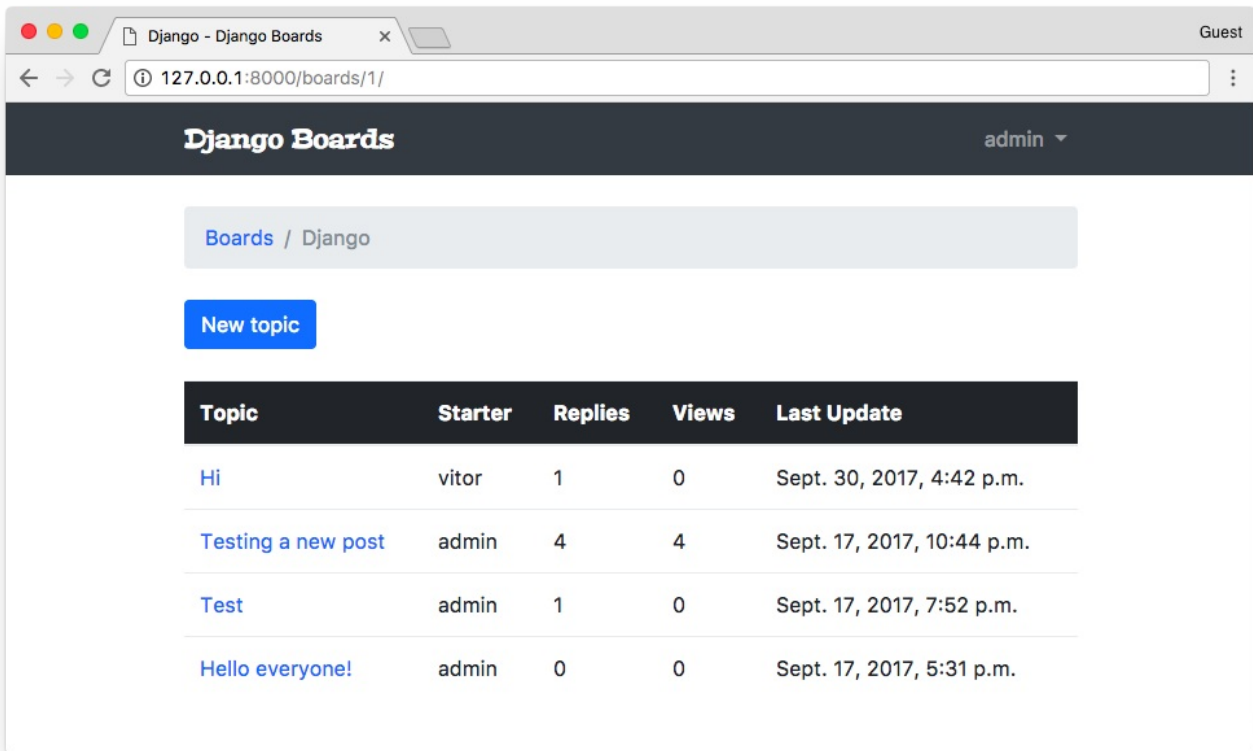 Django - Django Boards
Guest
127.0.0.1:8000/boards/1/
Django Boards
admin
Boards / Django
New topic
Topic Starter Replies Views Last Update
Hi vitor 1 0 Sept. 30, 2017, 4:42 p.m.
Testing a new post admin 4 4 Sept. 17, 2017, 10:44 p.m.
Test admin 1 0 Sept. 17, 2017, 7:52 p.m.
Hello everyone! admin 0 0 Sept. 17, 2017, 5:31 p.m.